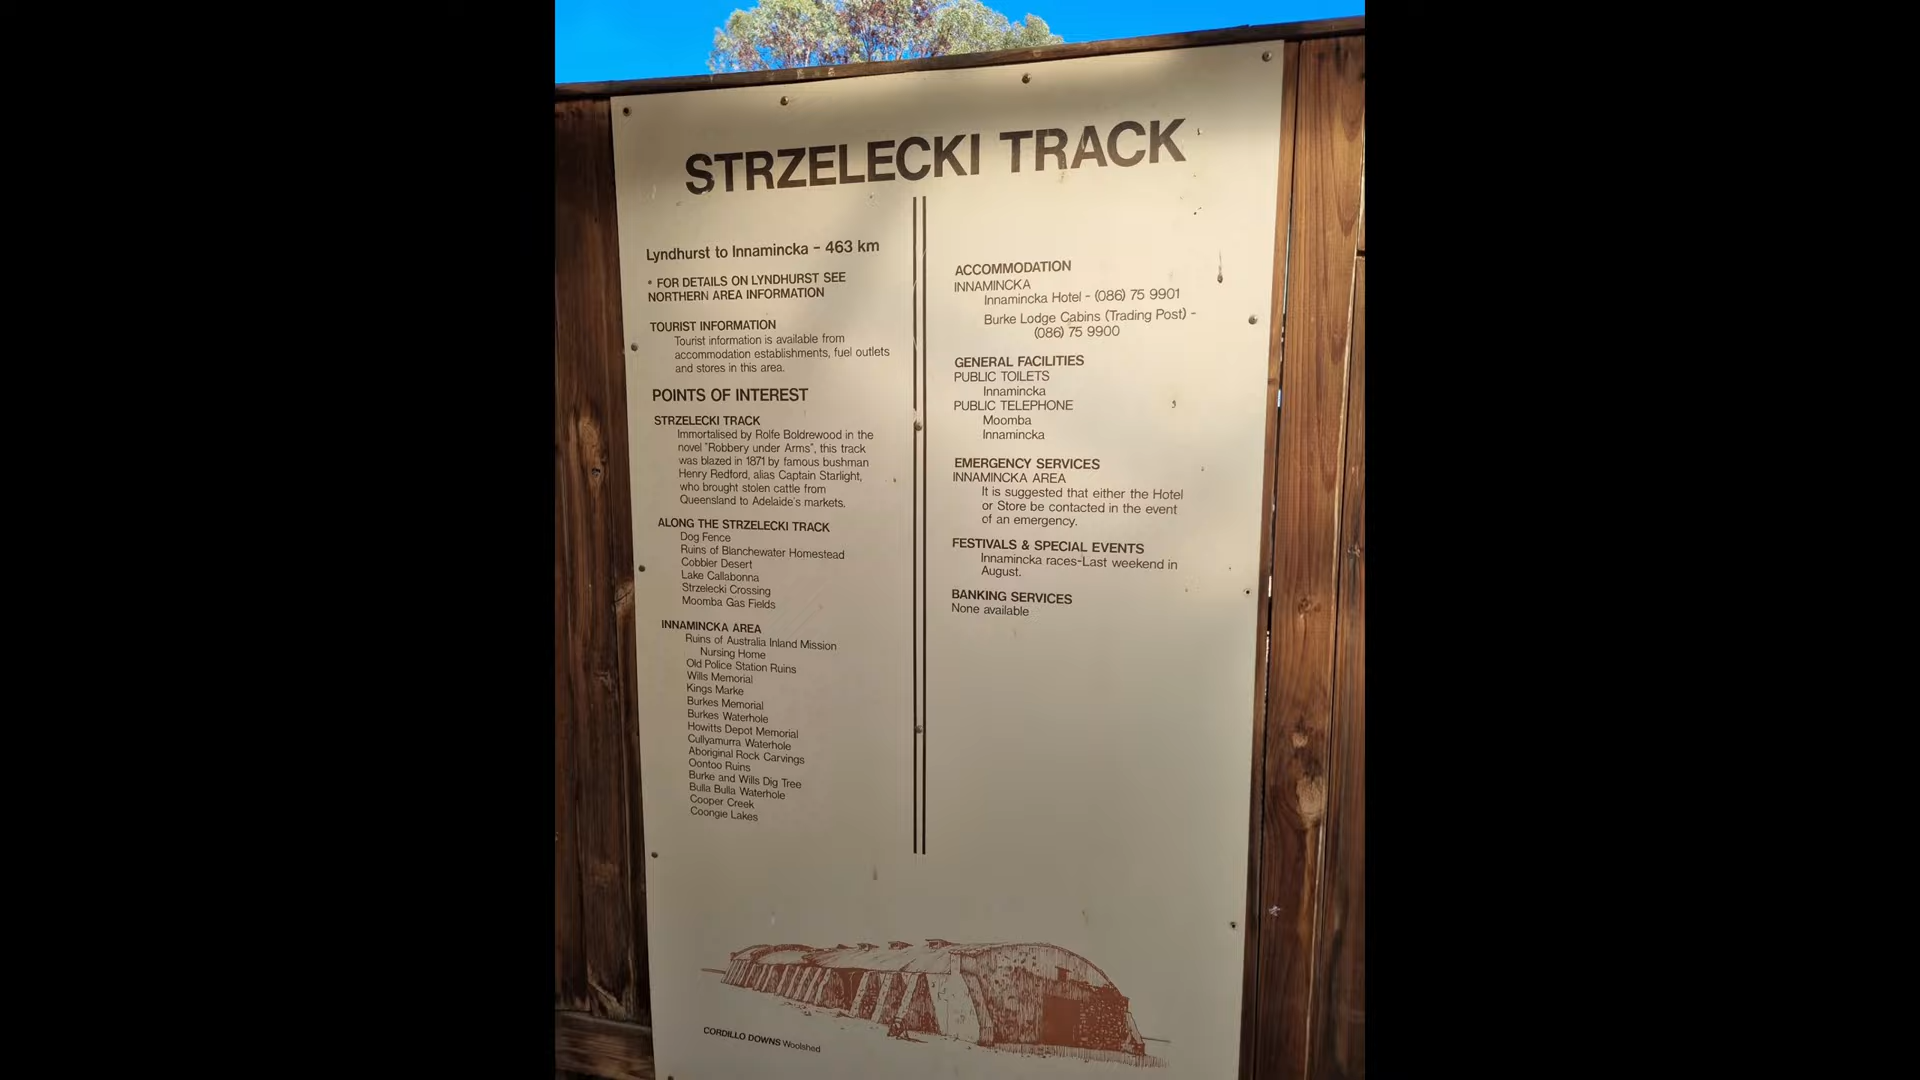 STRZELECKI TRACK
Lyndhurst to Innamincka - 463 km
* FOR DETAILS ON LYNDHURST SEE
NORTHERN AREA INFORMATION
TOURIST INFORMATION
Tourist information is available from
accommodation establishments, fuel outlets
and stores in this area.
POINTS OF INTEREST
STRZELECKI TRACK
Immortalised by Rolfe Boldrewood in the
novel "Robbery under Arms", this track
was blazed in 1871 by famous bushman
Henry Redford, alias Captain Starlight,
who brought stolen cattle from
Queensland to Adelaide's markets.
ALONG THE STRZELECKI TRACK
Dog Fence
Ruins of Blanchewater Homestead
Cobbler Desert
Lake Callabonna
Strzelecki Crossing
Moomba Gas Fields
INNAMINCKA AREA
Ruins of Australia Inland Mission
Nursing Home
Old Police Station Ruins
Wills Memorial
Kings Marke
Burkes Memorial
Burkes Waterhole
Howitts Depot Memorial
Cullyamurra Waterhole
Aboriginal Rock Carvings
Oontoo Ruins
Burke and Wills Dig Tree
Bulla Bulla Waterhole
Cooper Creek
Coongie Lakes
ACCOMMODATION
INNAMINCKA
Innamincka Hotel - (086) 75 9901
Burke Lodge Cabins (Trading Post) -
(086) 75 9900
GENERAL FACILITIES
PUBLIC TOILETS
Innamincka
PUBLIC TELEPHONE
Moomba
Innamincka
EMERGENCY SERVICES
INNAMINCKA AREA
It is suggested that either the Hotel
or Store be contacted in the event
of an emergency.
FESTIVALS & SPECIAL EVENTS
Innamincka races-Last weekend in
August.
BANKING SERVICES
None available
CORDILLO DOWNS Woolshed